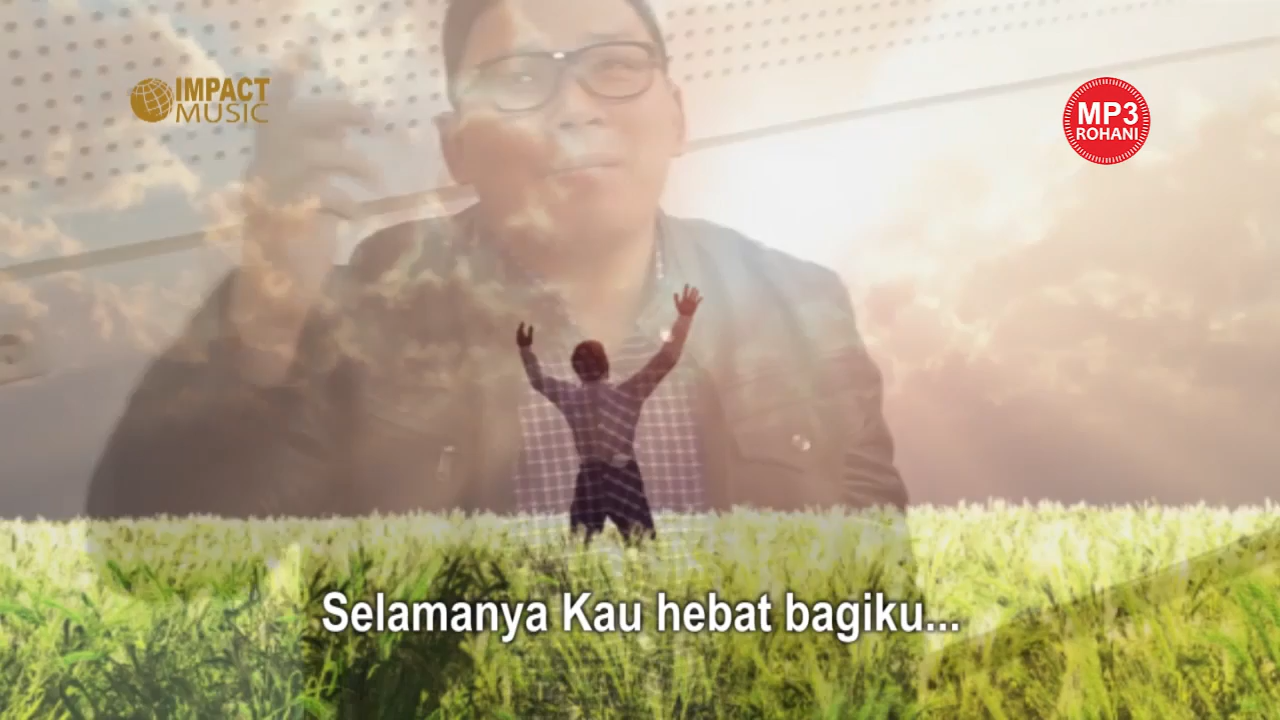 IMPACT
MUSIC
MP3
ROHANI
Selamanya Kau hebat bagiku...